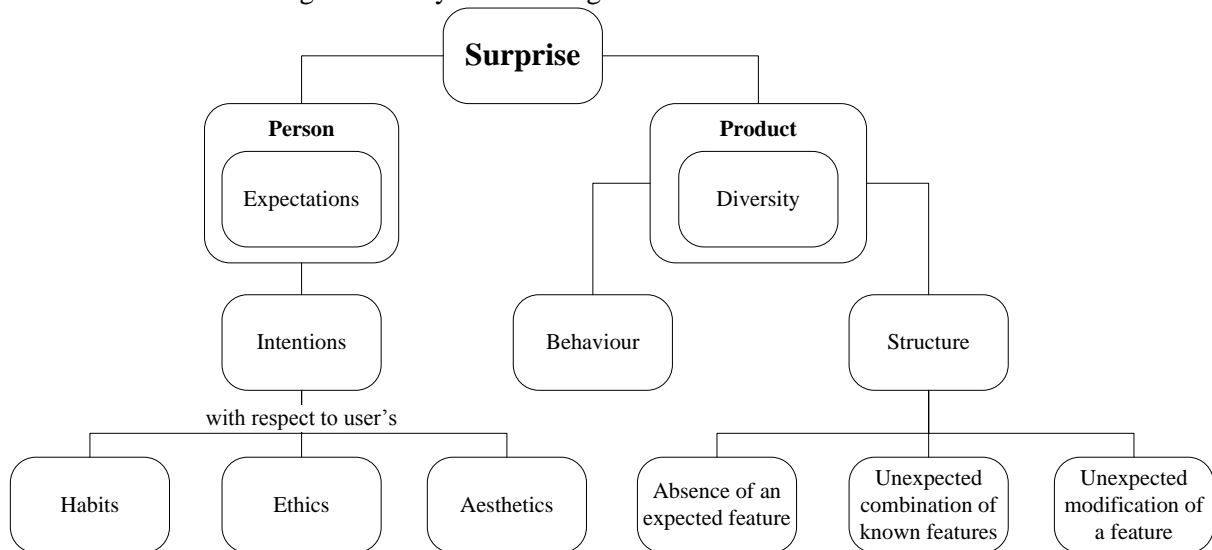 Surprise
Person
Product
Expectations
Diversity
Intentions
Behaviour
Structure
with respect to user’s
Habits
Ethics
Aesthetics
Absence of an
expected feature
Unexpected
combination of
known features
Unexpected
modification of
a feature